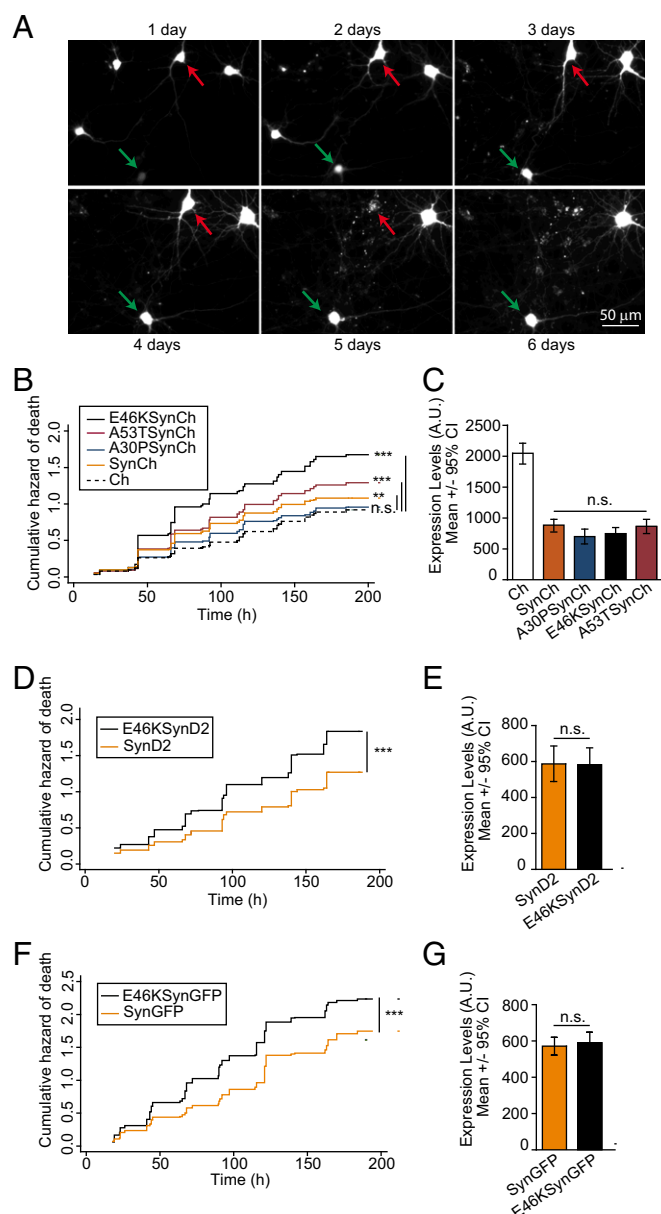 A
1 day
2 days
3 days
4 days
5 days
6 days
50 μm
B
Cumulative hazard of death
2.0
1.5
1.0
0.5
0.0
E46KSynCh
A53TSynCh
A30PSynCh
SynCh
Ch
***
***
**
n.s.
0
50
100
150
200
Time (h)
C
Expression Levels (A.U.)
Mean +/- 95% CI
2500
2000
1500
1000
500
0
n.s.
Ch
SynCh
A30PSynCh
E46KSynCh
A53TSynCh
D
Cumulative hazard of death
2.0
1.5
1.0
0.5
0.0
E46KSynD2
SynD2
***
0
50
100
150
200
Time (h)
E
Expression Levels (A.U.)
Mean +/- 95% CI
800
600
400
200
0
n.s.
SynD2
E46KSynD2
F
Cumulative hazard of death
2.5
2.0
1.5
1.0
0.5
0.0
E46KSynGFP
SynGFP
***
0
50
100
150
200
Time (h)
G
Expression Levels (A.U.)
Mean +/- 95% CI
800
600
400
200
0
n.s.
SynGFP
E46KSynGFP